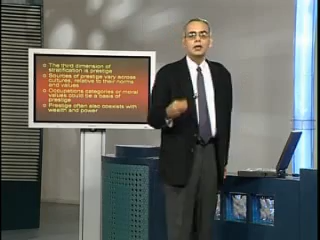 The third dimension of
stratification is prestige
Sources of prestige vary across
cultures, relative to their norms
and values
Occupations categories or moral
values could be a basis of
prestige
Prestige often also coexists with
wealth and power